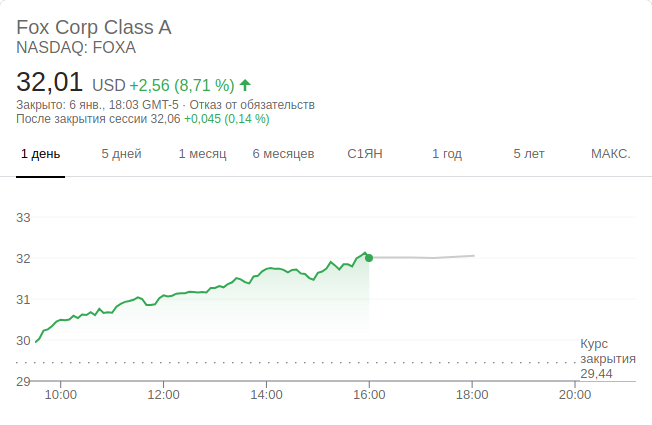 Fox Corp Class A
NASDAQ: FOXA
32,01 USD +2,56 (8,71 %)
Закрыто: 6 янв., 18:03 GMT-5 · Отказ от обязательств
После закрытия сессии 32,06 +0,045 (0,14 %)
1 день 5 дней 1 месяц 6 месяцев С1ЯН 1 год 5 лет МАКС.
33
32
31
30
29
Курс
закрытия
29,44
10:00 12:00 14:00 16:00 18:00 20:00